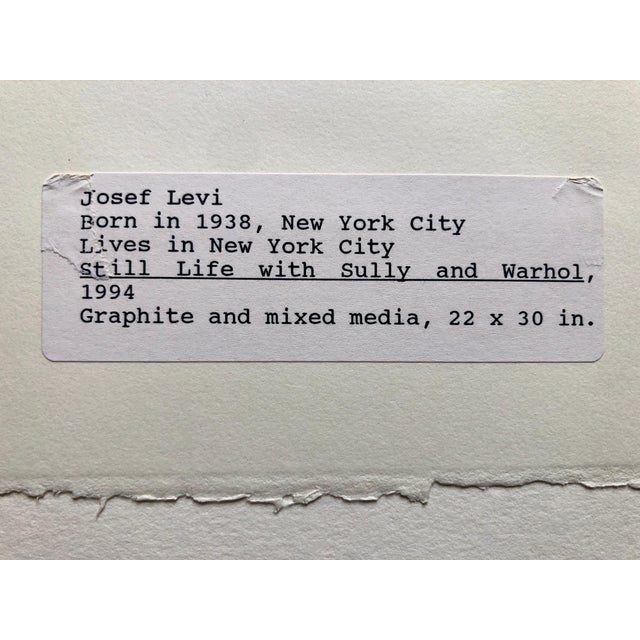 Josef Levi
Born in 1938, New York City
Lives in New York City
Still Life with Sully and Warhol,
1994
Graphite and mixed media, 22 x 30 in.